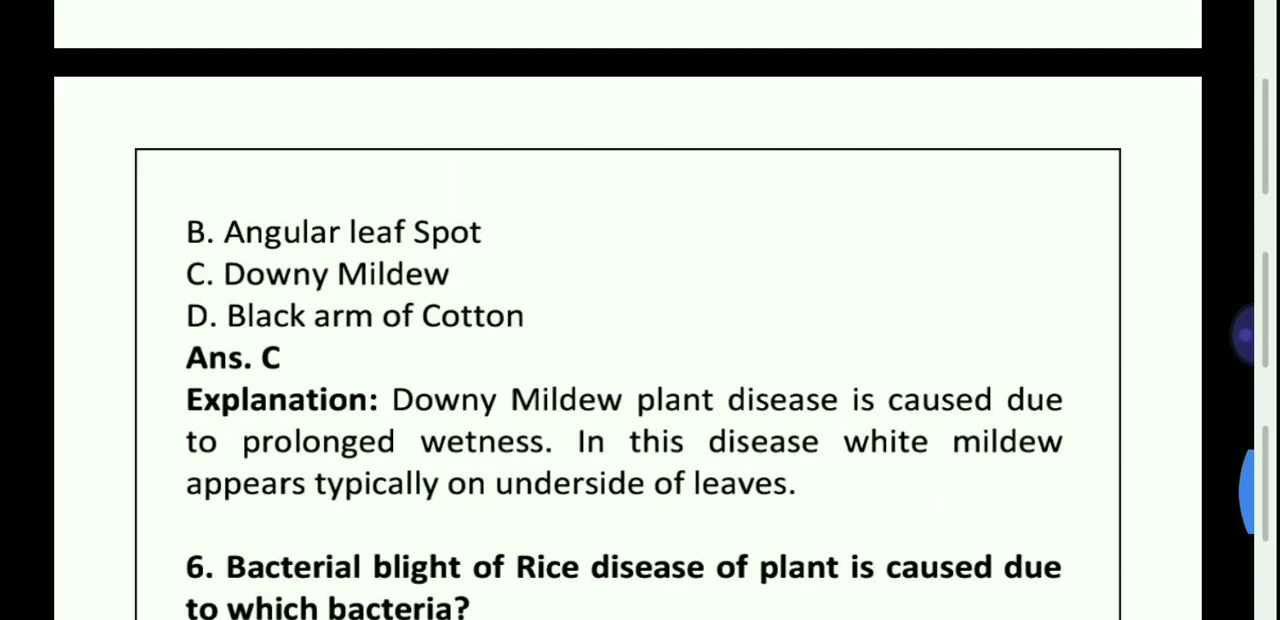 B. Angular leaf Spot
C. Downy Mildew
D. Black arm of Cotton
Ans. C
Explanation: Downy Mildew plant disease is caused due
to prolonged wetness. In this disease white mildew
appears typically on underside of leaves.
6. Bacterial blight of Rice disease of plant is caused due
to which bacteria?